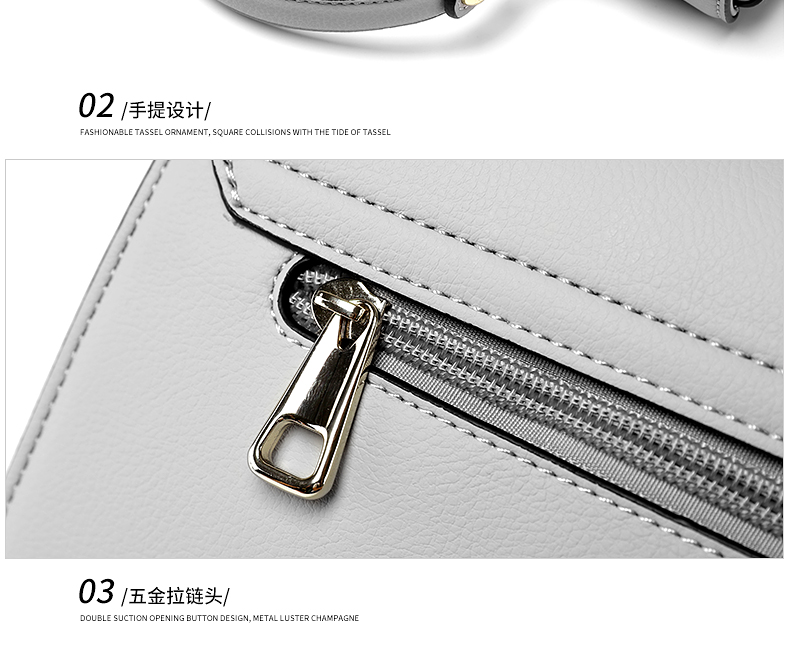 02 /手提设计/
FASHIONABLE TASSEL ORNAMENT, SQUARE COLLISIONS WITH THE TIDE OF TASSEL
03 /五金拉链头/
DOUBLE SUCTION OPENING BUTTON DESIGN, METAL LUSTER CHAMPAGNE